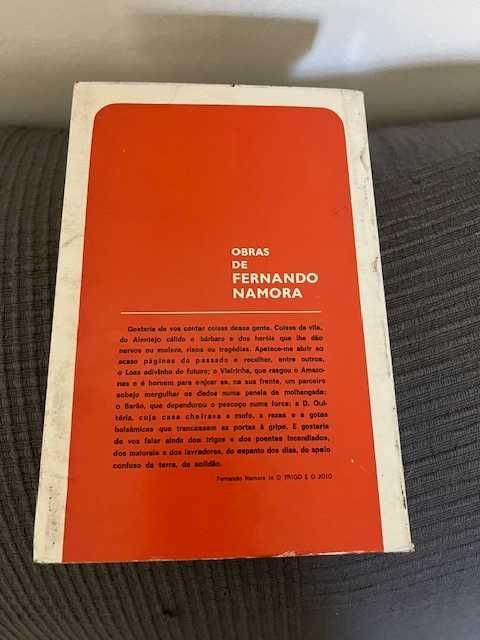 OBRAS
DE
FERNANDO
NAMORA
Gostaria de vos contar coisas dessa gente. Coisas da vila,
do Alentejo cálido e bárbaro e dos heróis que lhe dão
nervos ou moleza, risos ou tragédias. Apetece-me abrir ao
acaso páginas do passado e recolher, entre outros,
o Loas adivinho do futuro; o Vieirinha, que rasgou o Amazo-
nas e é homem para enjoar se, na sua frente, um parceiro
sobejo mergulhar os dedos numa panela de molhangada;
o Barão, que dependurou o pescoço numa forca; a D. Qui-
téria, cuja casa cheirava a mofo, a rezas e a gotas
balsâmicas que trancassem as portas à gripe. E gostaria
de vos falar ainda dos trigos e dos poentes incendiados,
dos maiorais e dos lavradores, do espanto dos dias, do apelo
confuso da terra, da solidão.
Fernando Namora in O TRIGO E O JOIO